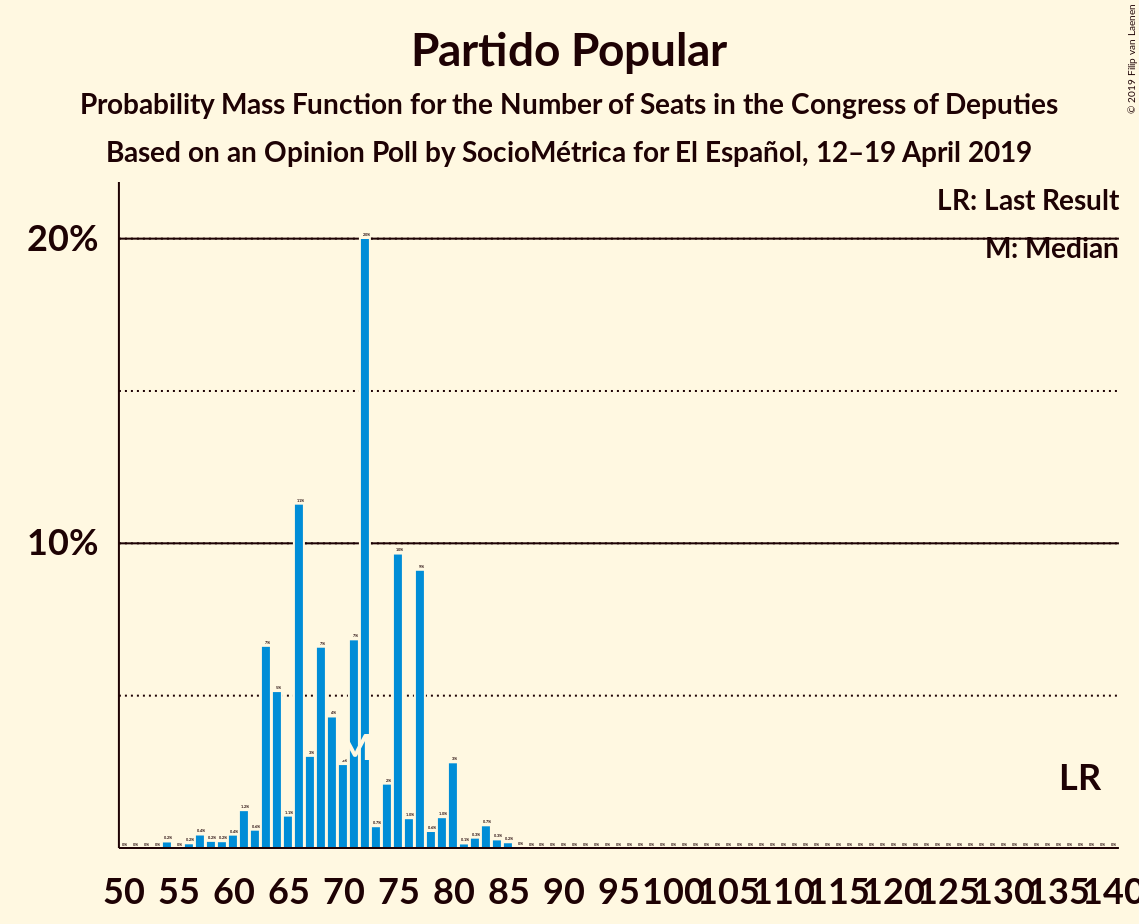 Partido Popular
Probability Mass Function for the Number of Seats in the Congress of Deputies
Based on an Opinion Poll by SocioMétrica for El Español, 12–19 April 2019
© 2019 Filip van Laenen
LR: Last Result
M: Median
20%
10%
M
LR
50 55 60 65 70 75 80 85 90 95 100 105 110 115 120 125 130 135 140